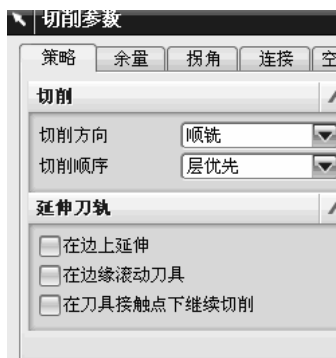 切削参数
策略 余量 拐角 连接 空
切削
切削方向 顺铣
切削顺序 层优先
延伸刀轨
在边上延伸
在边缘滚动刀具
在刀具接触点下继续切削